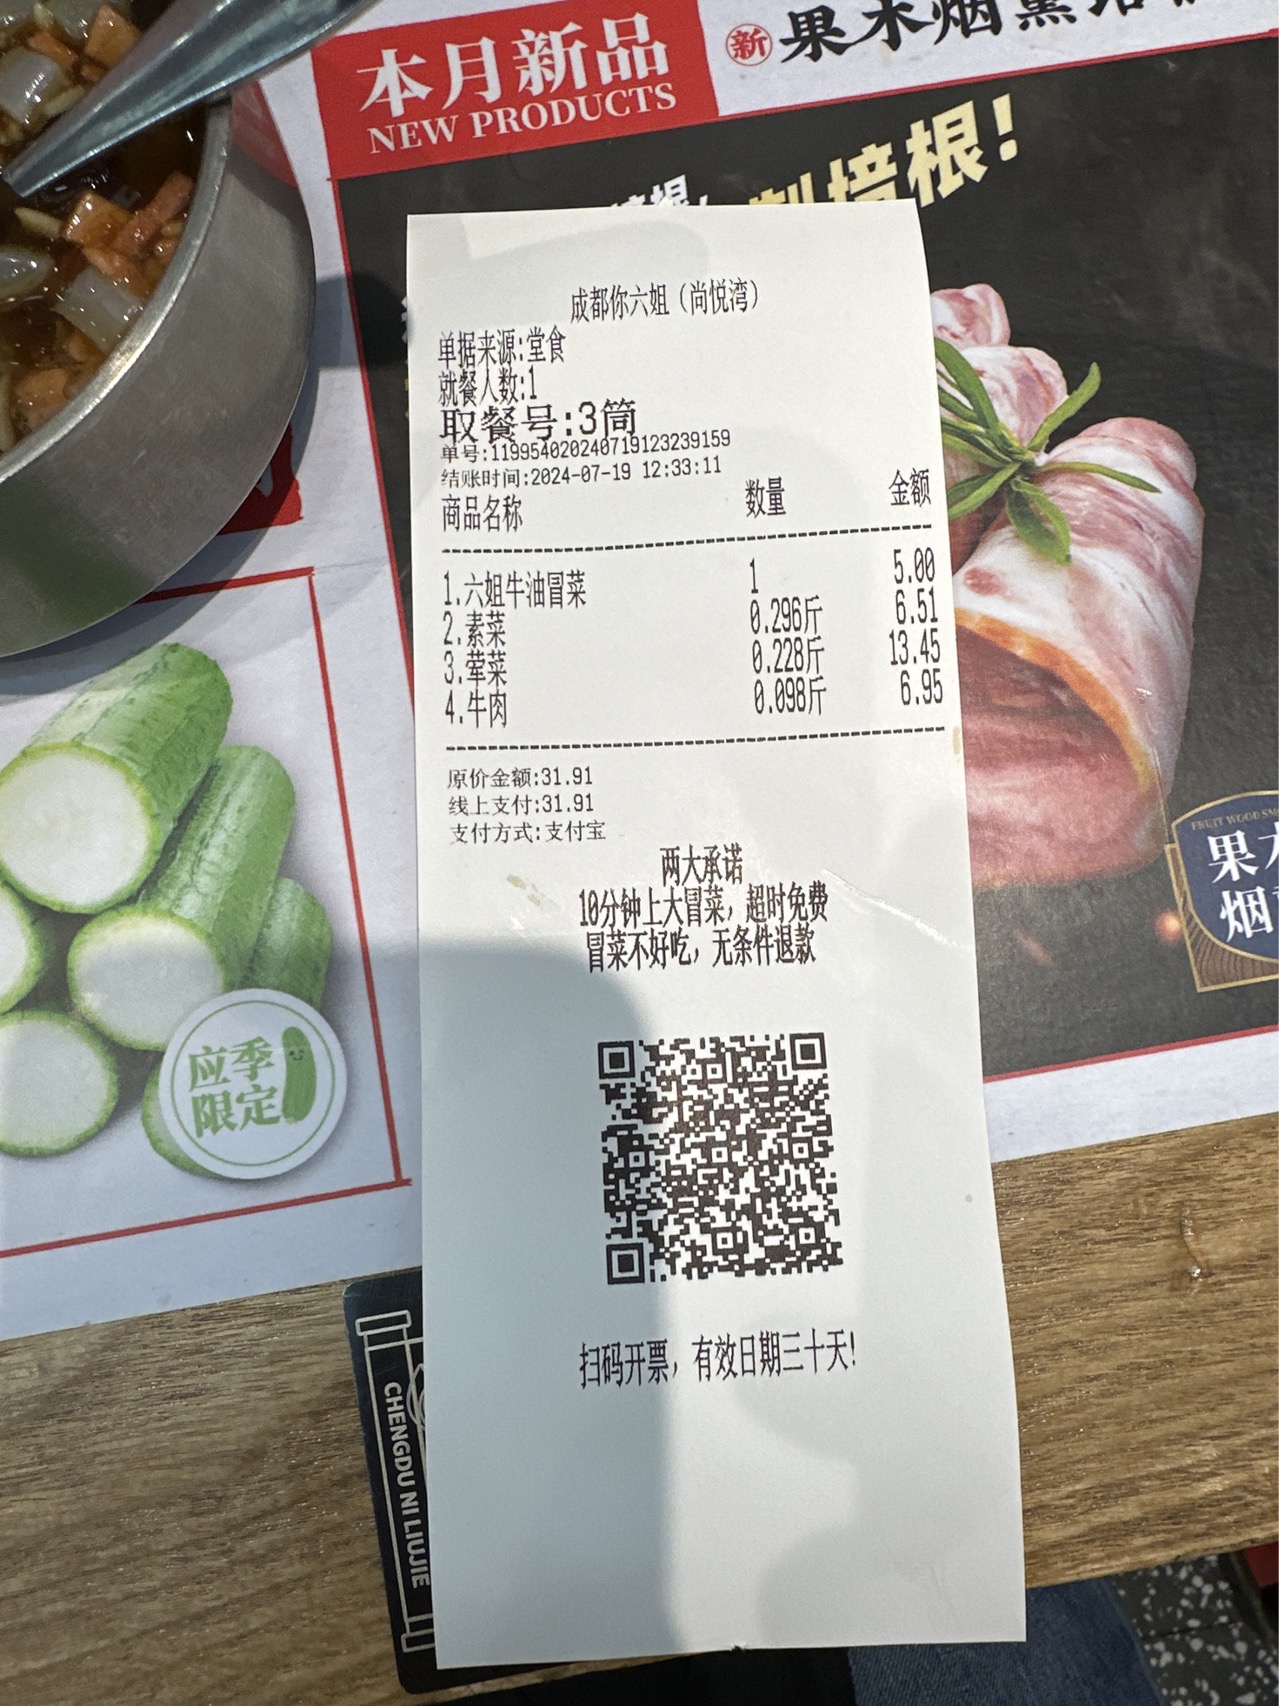 本月新品
NEW PRODUCTS
新 果木烟熏
墙根!
成都你六姐（尚悦湾）
单据来源:堂食
就餐人数:1
取餐号:3筒
单号:11995402024071912323​9159
结账时间:2024-07-19 12:33:11
商品名称 数量 金额
1.六姐牛油冒菜 1 5.00
2.素菜 0.296斤 6.51
3.荤菜 0.228斤 13.45
4.牛肉 0.098斤 6.95
原价金额:31.91
线上支付:31.91
支付方式:支付宝
两大承诺
10分钟上大冒菜，超时免费
冒菜不好吃，无条件退款
扫码开票，有效日期三十天!
应季
限定
FRUIT WOOD
果
烟
CHENGDU NI LIUJIE